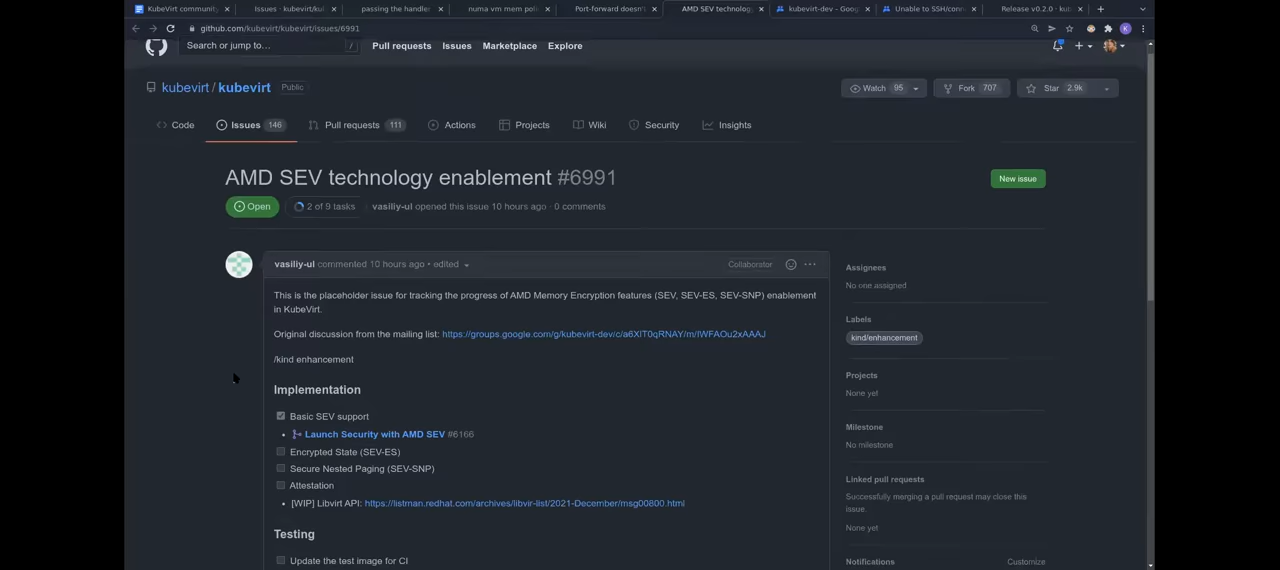 KubeVirt communit
Issues · kubevirt/ku
passing the handler
numa vm mem poli
Port-forward doesn'
AMD SEV technolog
kubevirt-dev - Goog
Unable to SSH/conn
Release v0.2.0 · kub
github.com/kubevirt/kubevirt/issues/6991
K
Search or jump to...
/
Pull requests
Issues
Marketplace
Explore
kubevirt / kubevirt
Public
Watch 95
Fork 707
Star 2.9k
Code
Issues 146
Pull requests 111
Actions
Projects
Wiki
Security
Insights
AMD SEV technology enablement #6991
New issue
Open
2 of 9 tasks
vasiliy-ul opened this issue 10 hours ago · 0 comments
vasiliy-ul commented 10 hours ago • edited
Collaborator
This is the placeholder issue for tracking the progress of AMD Memory Encryption features (SEV, SEV-ES, SEV-SNP) enablement
in KubeVirt.
Original discussion from the mailing list: https://groups.google.com/g/kubevirt-dev/c/a6XIT0qRNAY/m/IWFAOu2xAAAJ
/kind enhancement
Implementation
Basic SEV support
Launch Security with AMD SEV #6166
Encrypted State (SEV-ES)
Secure Nested Paging (SEV-SNP)
Attestation
[WIP] Libvirt API: https://listman.redhat.com/archives/libvir-list/2021-December/msg00800.html
Testing
Update the test image for CI
Assignees
No one assigned
Labels
kind/enhancement
Projects
None yet
Milestone
No milestone
Linked pull requests
Successfully merging a pull request may close this
issue.
None yet
Notifications
Customize